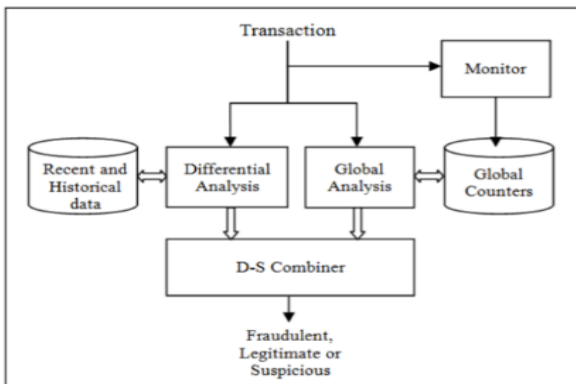 Transaction
Monitor
Recent and
Historical
data
Differential
Analysis
Global
Analysis
Global
Counters
D-S Combiner
Fraudulent,
Legitimate or
Suspicious